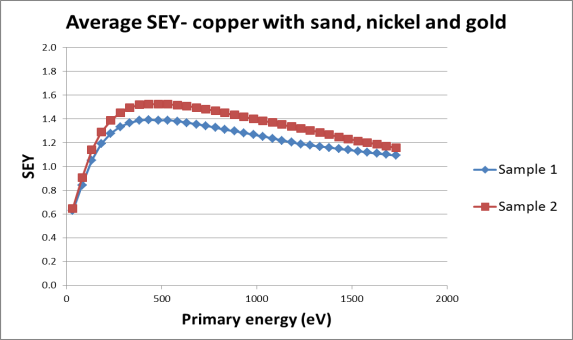 Average SEY- copper with sand, nickel and gold
2.0
1.8
1.6
1.4
1.2
1.0
0.8
0.6
0.4
0.2
0.0
SEY
0 500 1000 1500 2000
Primary energy (eV)
Sample 1
Sample 2